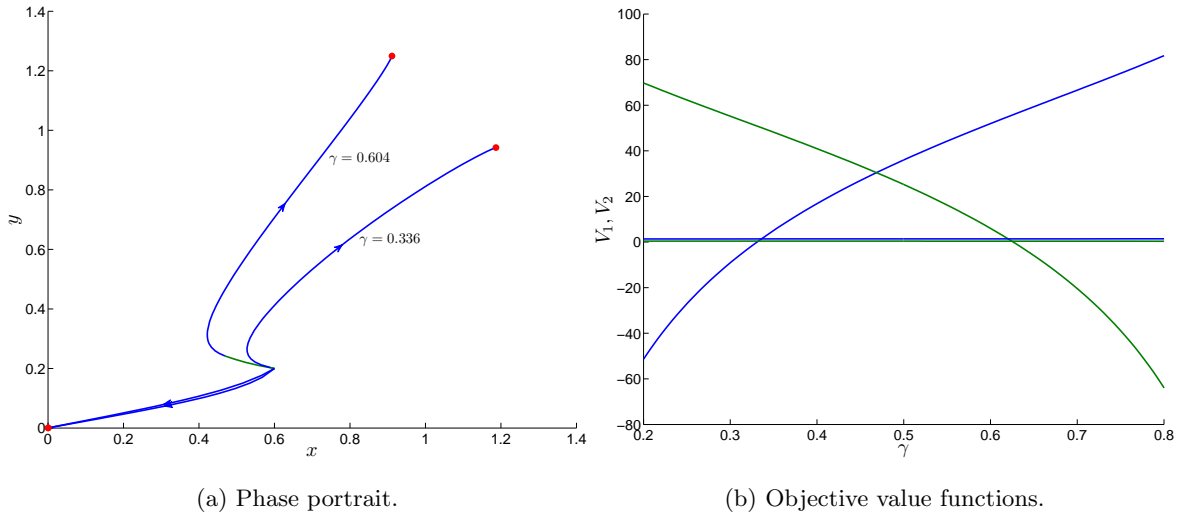 1.4
1.2
1
0.8
0.6
0.4
0.2
0
y
γ = 0.604
γ = 0.336
0 0.2 0.4 0.6 0.8 1 1.2 1.4
x
(a) Phase portrait.
100
80
60
40
20
0
−20
−40
−60
−80
V1, V2
0.2 0.3 0.4 0.5 0.6 0.7 0.8
γ
(b) Objective value functions.